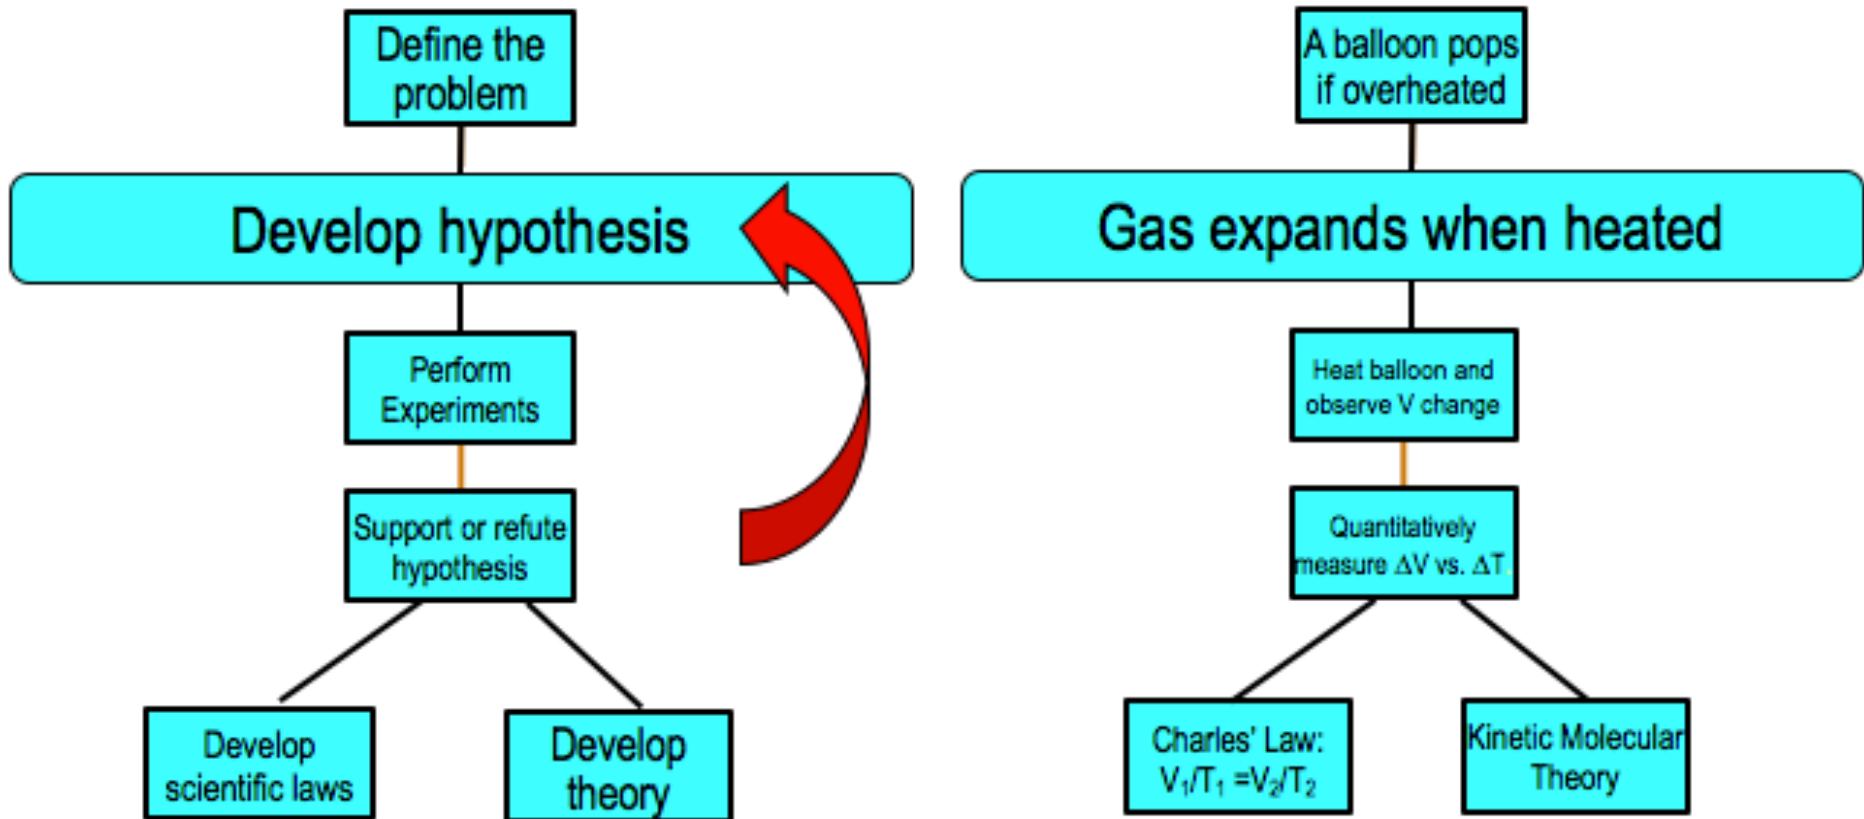 Define the
problem
Develop hypothesis
Perform
Experiments
Support or refute
hypothesis
Develop
scientific laws
Develop
theory
A balloon pops
if overheated
Gas expands when heated
Heat balloon and
observe V change
Quantitatively
measure ΔV vs. ΔT.
Charles' Law:
V₁/T₁ =V₂/T₂
Kinetic Molecular
Theory